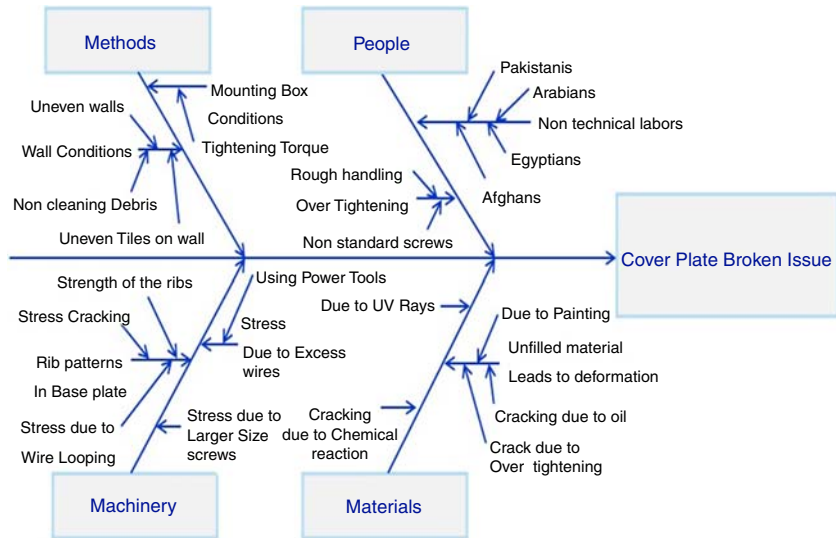 Methods
People
Mounting Box
Conditions
Tightening Torque
Uneven walls
Wall Conditions
Non cleaning Debris
Uneven Tiles on wall
Pakistanis
Arabians
Non technical labors
Egyptians
Afghans
Rough handling
Over Tightening
Non standard screws
Cover Plate Broken Issue
Strength of the ribs
Stress Cracking
Rib patterns
In Base plate
Stress due to
Wire Looping
Using Power Tools
Stress
Due to Excess
wires
Stress due to
Larger Size
screws
Due to UV Rays
Cracking
due to Chemical
reaction
Due to Painting
Unfilled material
Leads to deformation
Cracking due to oil
Crack due to
Over tightening
Machinery
Materials